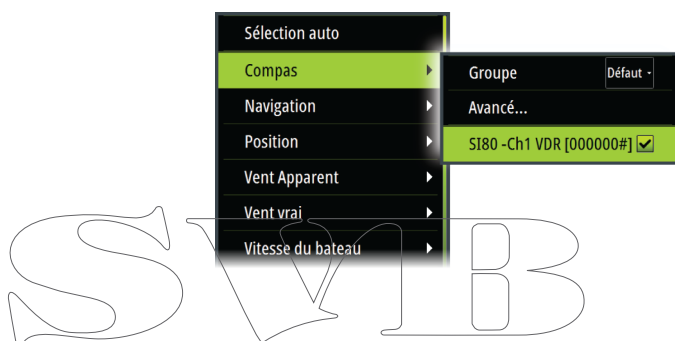 Sélection auto
Compas
Groupe Défaut
Navigation
Avancé...
Position
SI80 -Ch1 VDR [000000#]
Vent Apparent
Vent vrai
Vitesse du bateau
SVB